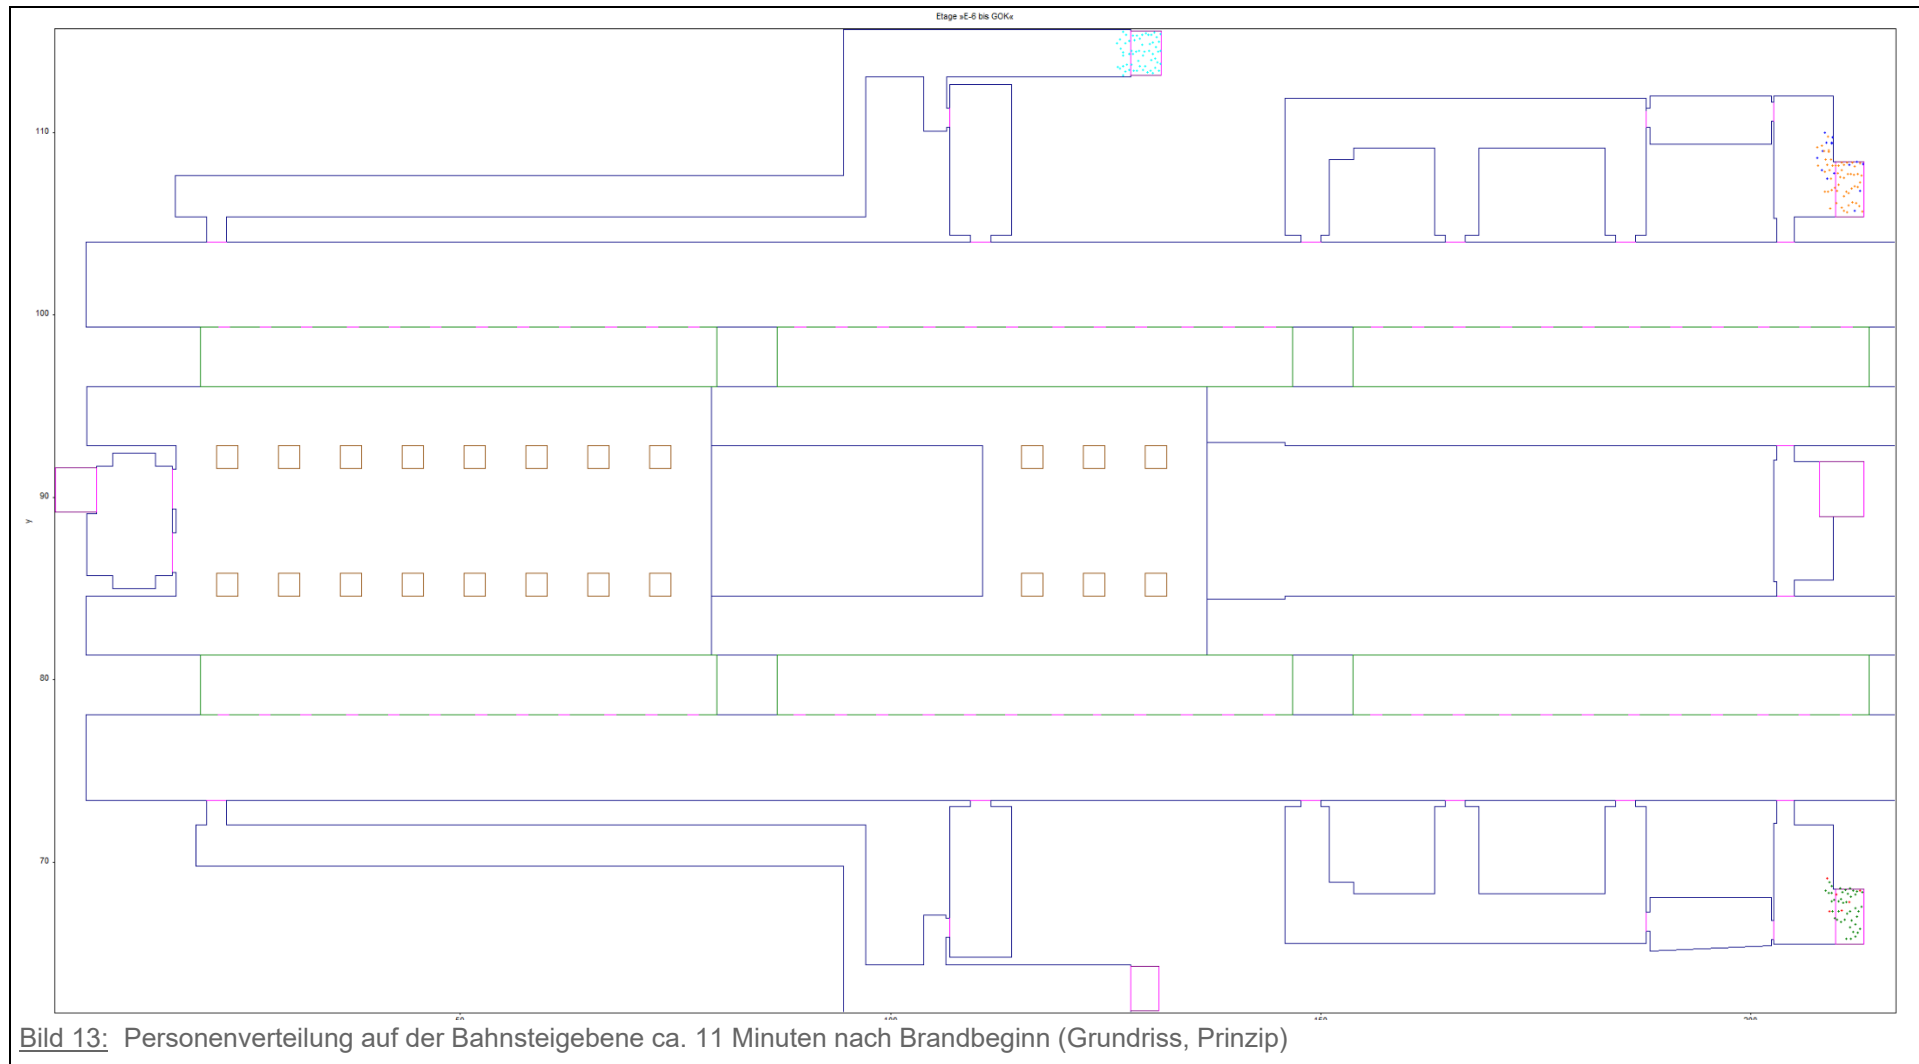 Etage »E-6 bis GOK«
110
100
90
y
80
70
Bild 13: Personenverteilung auf der Bahnsteigebene ca. 11 Minuten nach Brandbeginn (Grundriss, Prinzip)